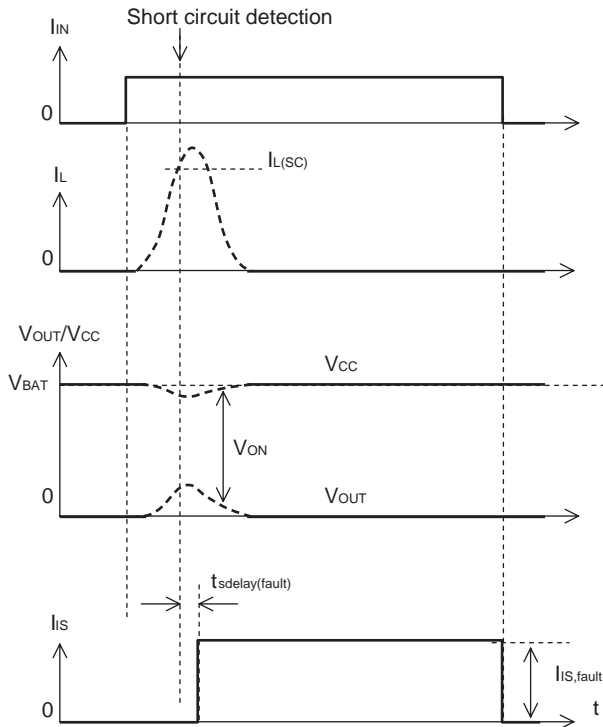 Short circuit detection
IIN
0
IL
IL(SC)
0
VOUT/VCC
VBAT
VCC
VON
0
VOUT
tsdelay(fault)
IIS
IIS,fault
0
t